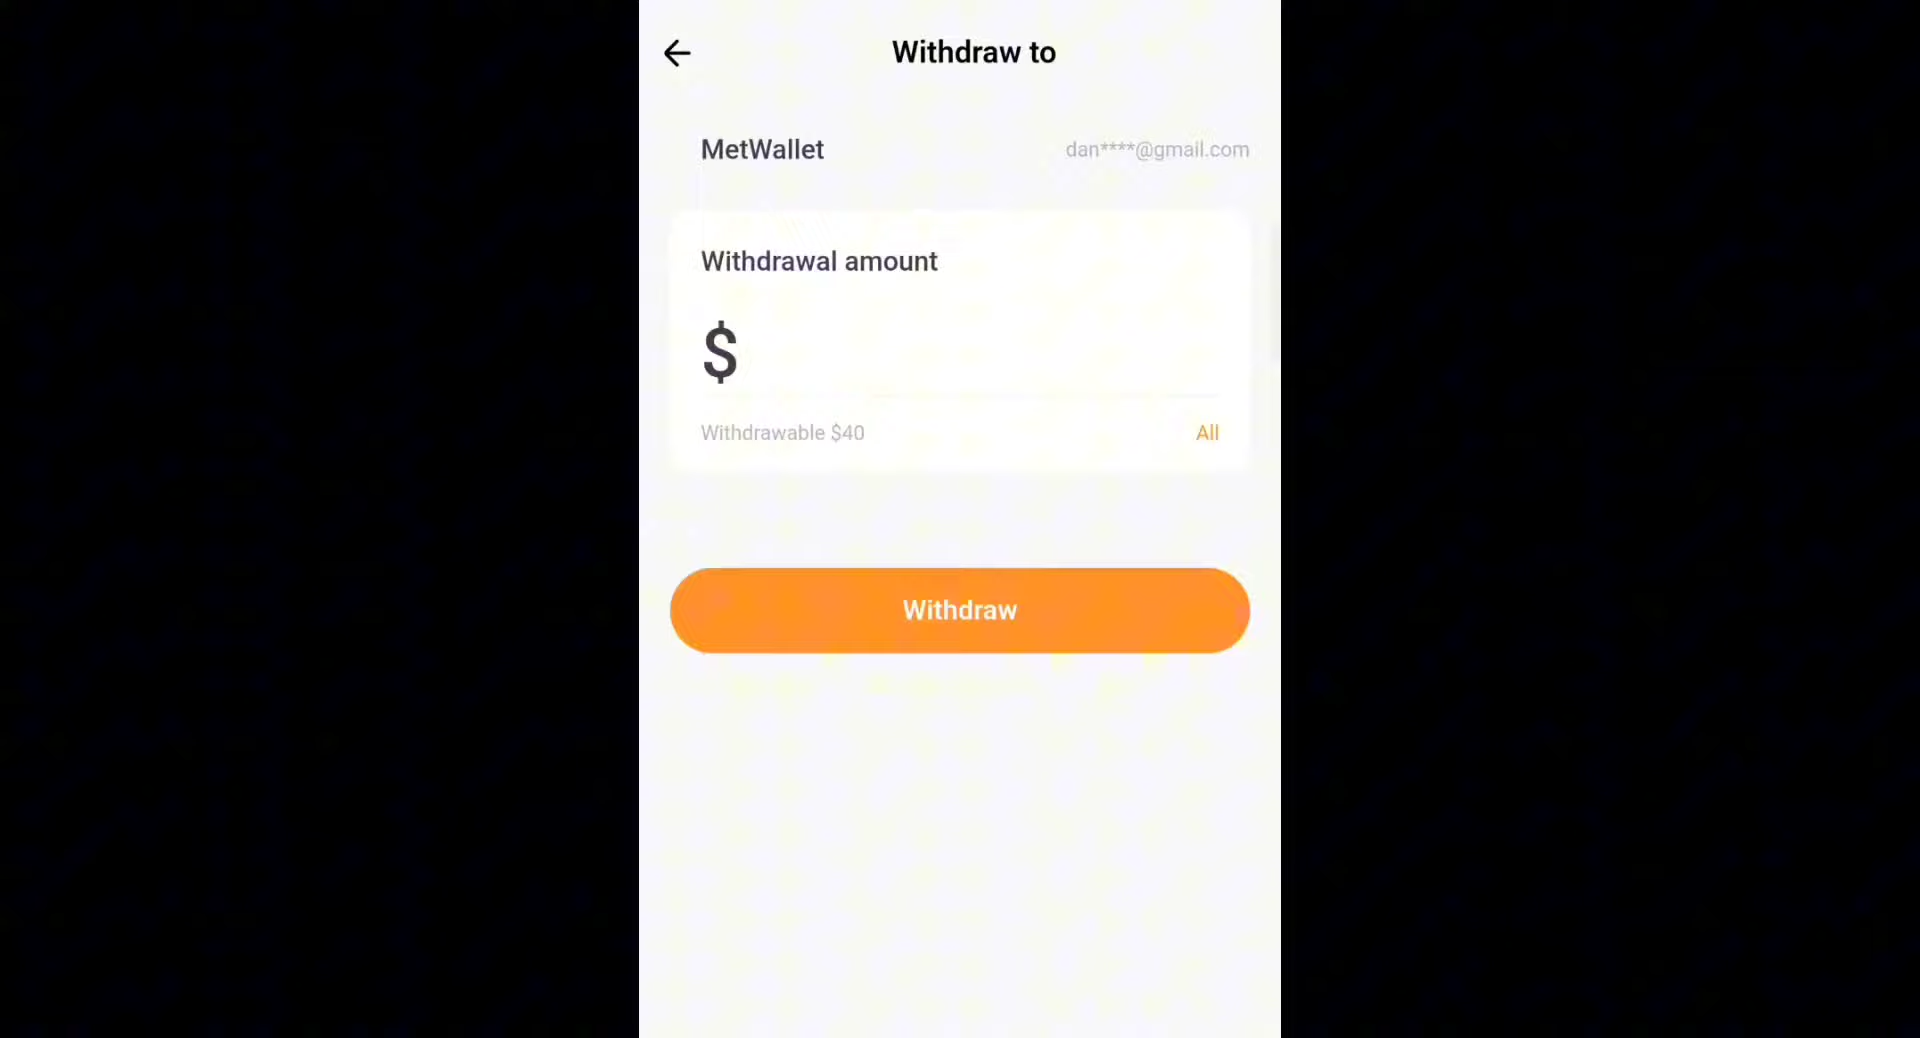 Withdraw to
MetWallet
dan****@gmail.com
Withdrawal amount
$
Withdrawable $40
All
Withdraw